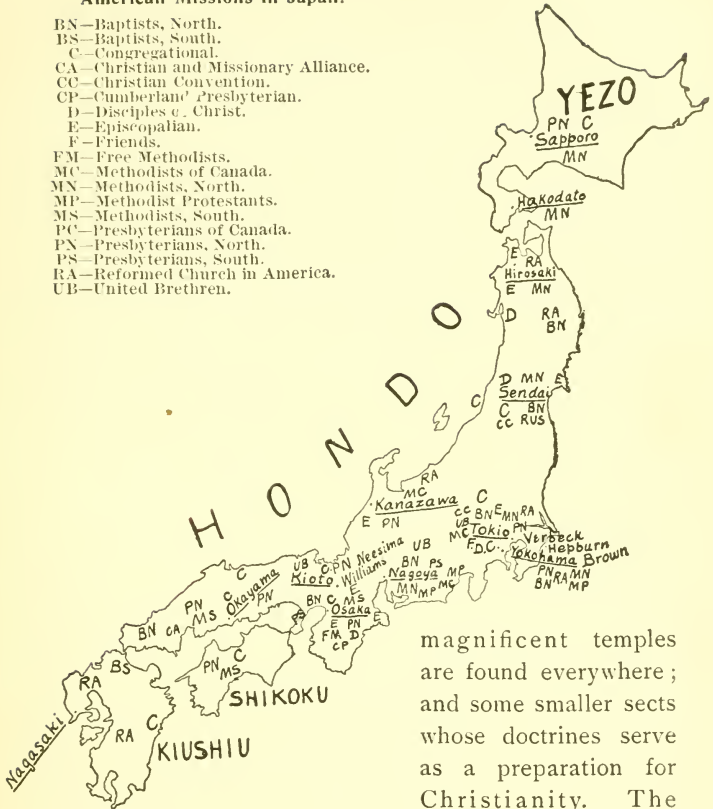 American Missions in Japan.
BN—Baptists, North.
BS—Baptists, South.
C—Congregational.
CA—Christian and Missionary Alliance.
CC—Christian Convention.
CP—Cumberland Presbyterian.
D—Disciples o. Christ.
E—Episcopalian.
F—Friends.
FM—Free Methodists.
MC—Methodists of Canada.
MN—Methodists, North.
MP—Methodist Protestants.
MS—Methodists, South.
PC—Presbyterians of Canada.
PN—Presbyterians, North.
PS—Presbyterians, South.
RA—Reformed Church in America.
UB—United Brethren.
YEZO
PN C
Sapporo
MN
Hakodato
MN
E
RA
Hirosaki
E MN
D RA
BN
HONDO
D MN E
Sendai
C
C BN
CC RUS
RA
MC
Kanazawa
E PN
C
CC BN E MN RA
UB Tokio PN Verbeck
MC F.D.C. Hepburn
Yokohama Brown
PN RA MN
BN MP
UB C PN Neesima
Kioto Williams
E
UB
BN PS
Nagoya MP
MN MP MC
C
C
Okayama
PN
PN
MS
BN CA
BN C MS
Osaka
E PN E
FM D
CP
PS
PN C
MS
SHIKOKU
BS
RA
Nagasaki
RA C
KIUSHIU
magnificent temples
are found everywhere;
and some smaller sects
whose doctrines serve
as a preparation for
Christianity. The